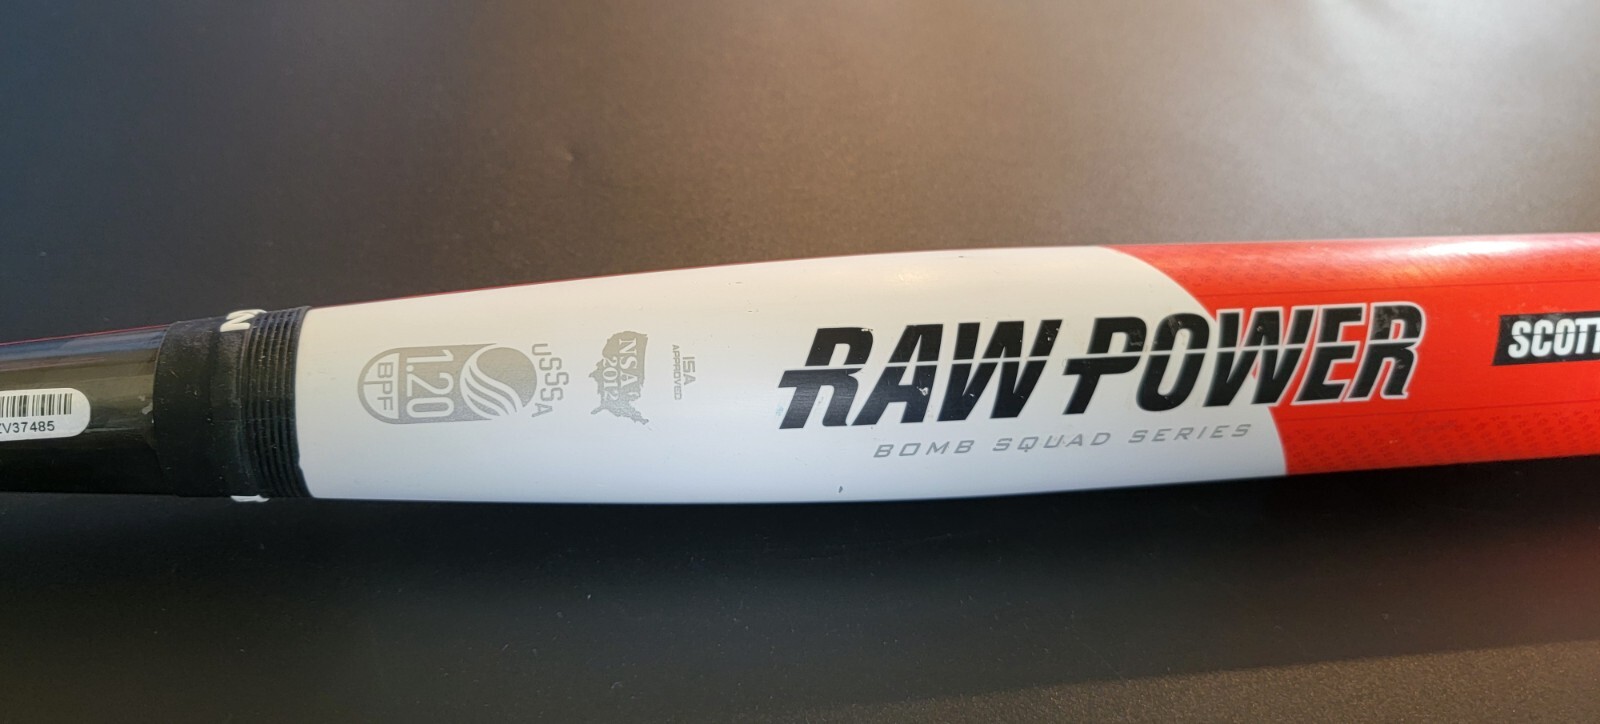 ZV37485
1.20
BPF
USSSA
NSA
2012
ISA
APPROVED
RAW POWER
BOMB SQUAD SERIES
SCOTT